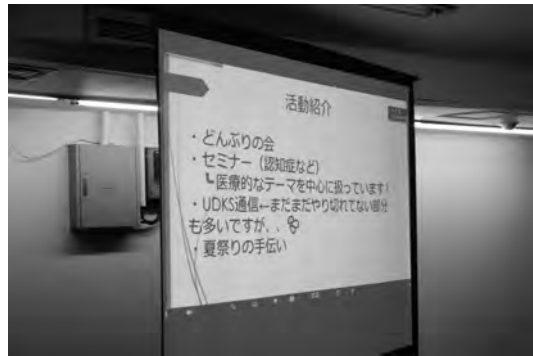 活動紹介
・どんぶりの会
・セミナー（認知症など）
┗医療的なテーマを中心に扱っています！
・UDKS通信←まだまだやり切れてない部分
も多いですが、、
・夏祭りの手伝い